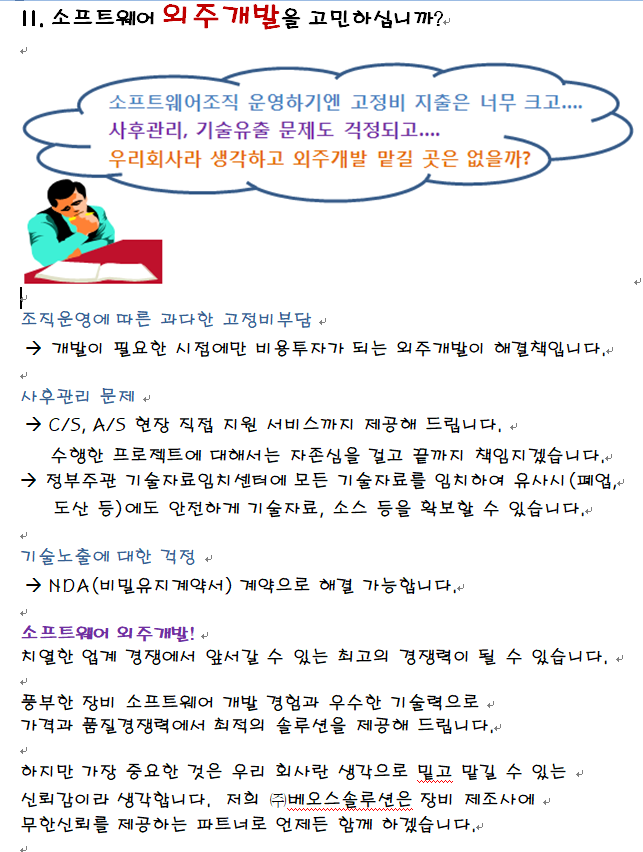 11. 소프트웨어 외주개발을 고민하십니까?
소프트웨어조직 운영하기엔 고정비 지출은 너무 크고....
사후관리, 기술유출 문제도 걱정되고....
우리회사라 생각하고 외주개발 맡길 곳은 없을까?
조직운영에 따른 과다한 고정비부담
→ 개발이 필요한 시점에만 비용투자가 되는 외주개발이 해결책입니다.
사후관리 문제
→ C/S, A/S 현장 직접 지원 서비스까지 제공해 드립니다.
수행한 프로젝트에 대해서는 자존심을 걸고 끝까지 책임지겠습니다.
→ 정부주관 기술자료임치센터에 모든 기술자료를 임치하여 유사시(폐업,
도산 등)에도 안전하게 기술자료, 소스 등을 확보할 수 있습니다.
기술노출에 대한 걱정
→ NDA(비밀유지계약서) 계약으로 해결 가능합니다.
소프트웨어 외주개발!
치열한 업계 경쟁에서 앞서갈 수 있는 최고의 경쟁력이 될 수 있습니다.
풍부한 장비 소프트웨어 개발 경험과 우수한 기술력으로
가격과 품질경쟁력에서 최적의 솔루션을 제공해 드립니다.
하지만 가장 중요한 것은 우리 회사란 생각으로 밑고 맡길 수 있는
신뢰감이라 생각합니다. 저희 ㈜베오스솔루션은 장비 제조사에
무한신뢰를 제공하는 파트너로 언제든 함께 하겠습니다.